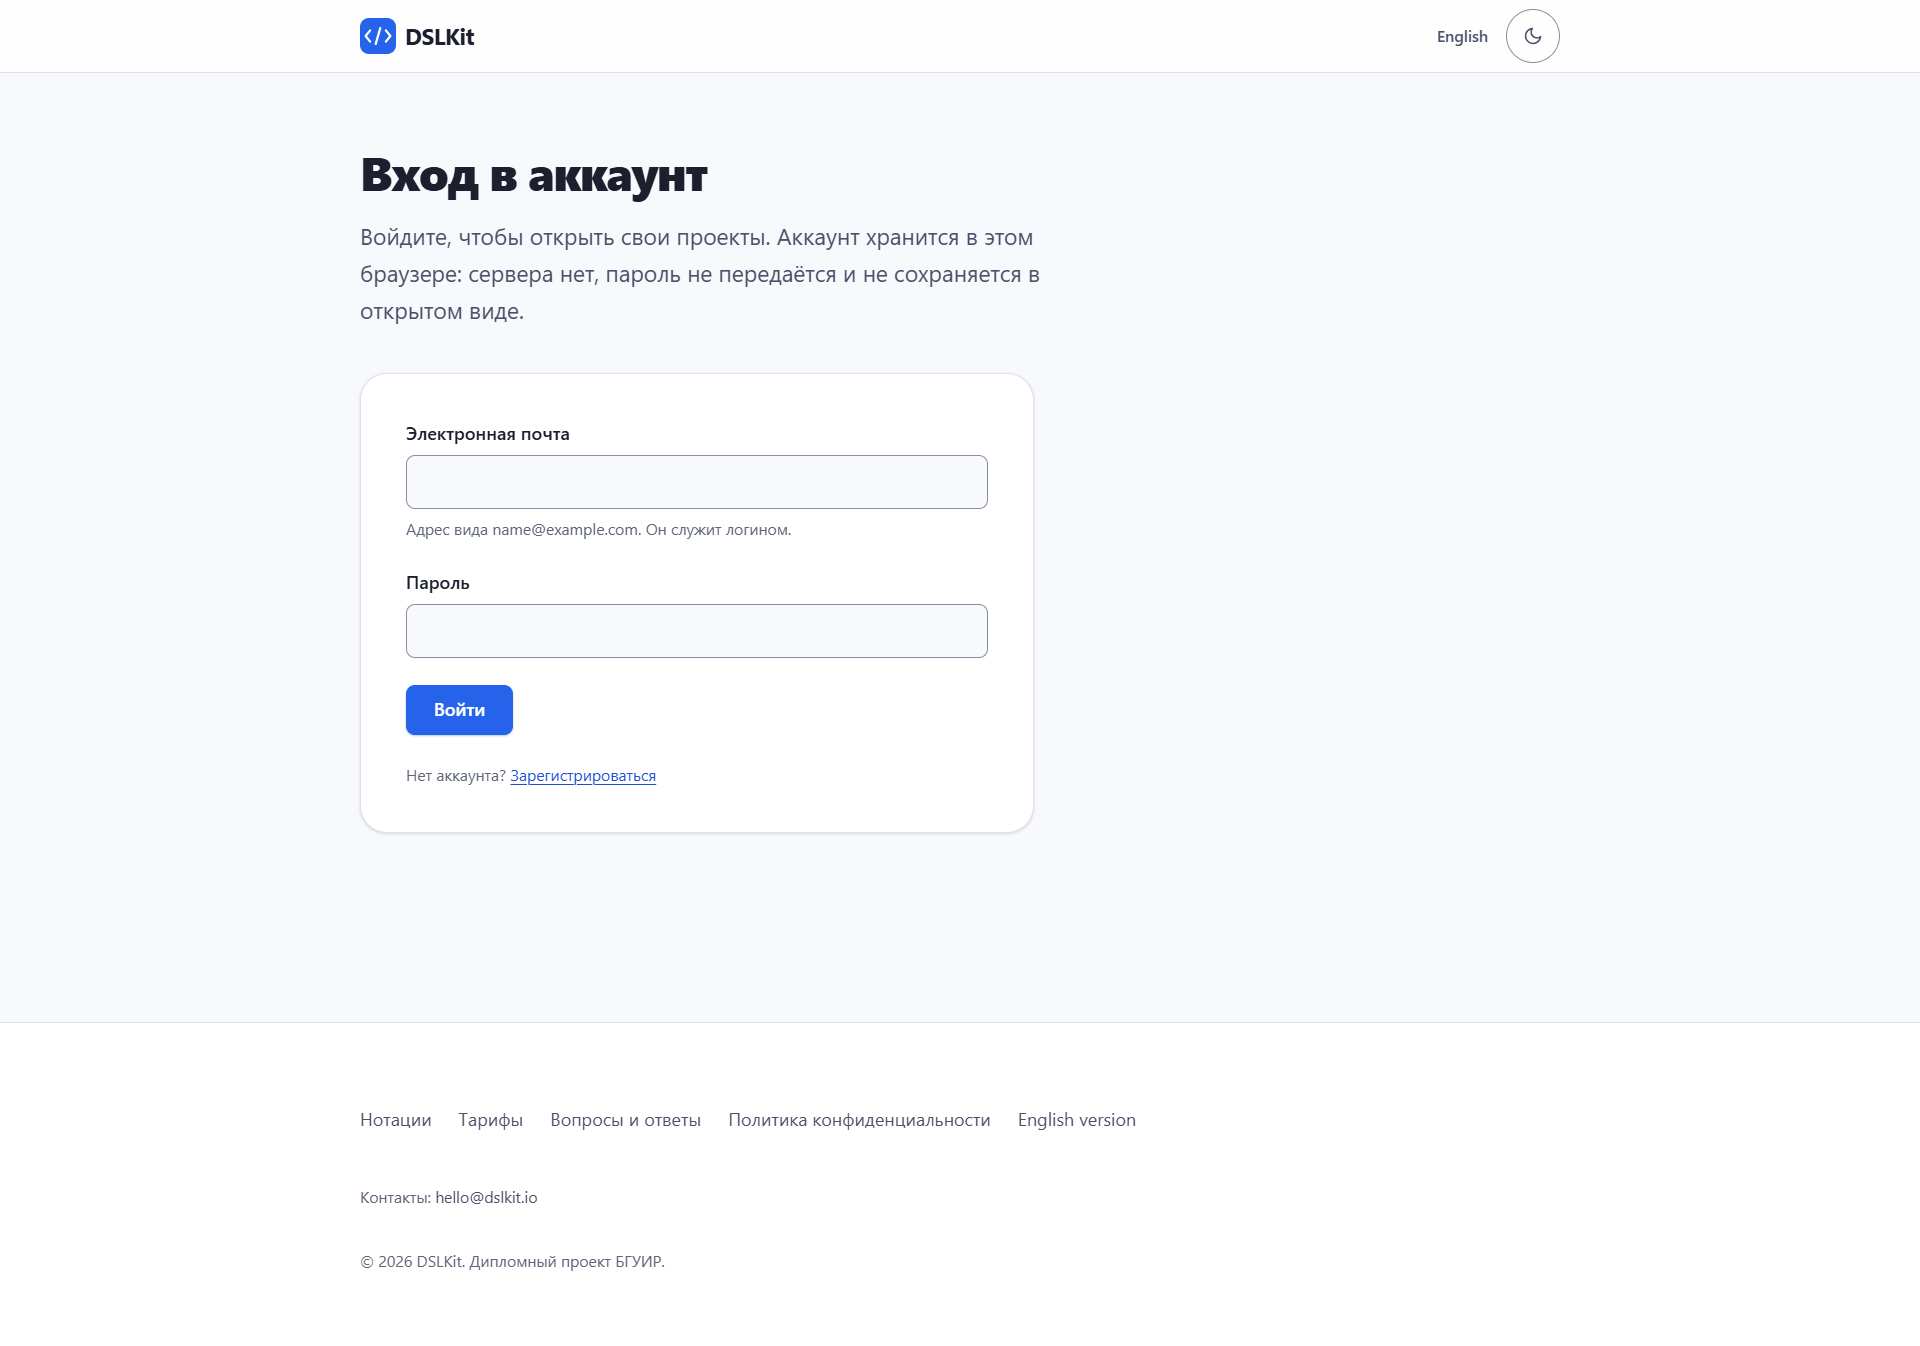 DSLKit
English
Вход в аккаунт
Войдите, чтобы открыть свои проекты. Аккаунт хранится в этом
браузере: сервера нет, пароль не передаётся и не сохраняется в
открытом виде.
Электронная почта
Адрес вида name@example.com. Он служит логином.
Пароль
Войти
Нет аккаунта? Зарегистрироваться
Нотации Тарифы Вопросы и ответы Политика конфиденциальности English version
Контакты: hello@dslkit.io
© 2026 DSLKit. Дипломный проект БГУИР.